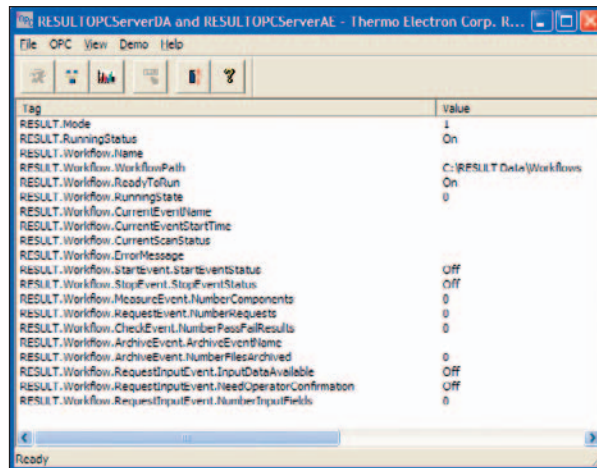 RESULTOPCServerDA and RESULTOPCServerAE - Thermo Electron Corp. R...
File OPC View Demo Help
Tag Value
RESULT.Mode 1
RESULT.RunningStatus On
RESULT.Workflow.Name
RESULT.Workflow.WorkflowPath C:\RESULT Data\Workflows
RESULT.Workflow.ReadyToRun On
RESULT.Workflow.RunningState 0
RESULT.Workflow.CurrentEventName
RESULT.Workflow.CurrentEventStartTime
RESULT.Workflow.CurrentScanStatus
RESULT.Workflow.ErrorMessage
RESULT.Workflow.StartEvent.StartEventStatus Off
RESULT.Workflow.StopEvent.StopEventStatus Off
RESULT.Workflow.MeasureEvent.NumberComponents 0
RESULT.Workflow.RequestEvent.NumberRequests 0
RESULT.Workflow.CheckEvent.NumberPassFailResults 0
RESULT.Workflow.ArchiveEvent.ArchiveEventName
RESULT.Workflow.ArchiveEvent.NumberFilesArchived 0
RESULT.Workflow.RequestInputEvent.InputDataAvailable Off
RESULT.Workflow.RequestInputEvent.NeedOperatorConfirmation Off
RESULT.Workflow.RequestInputEvent.NumberInputFields 0
Ready